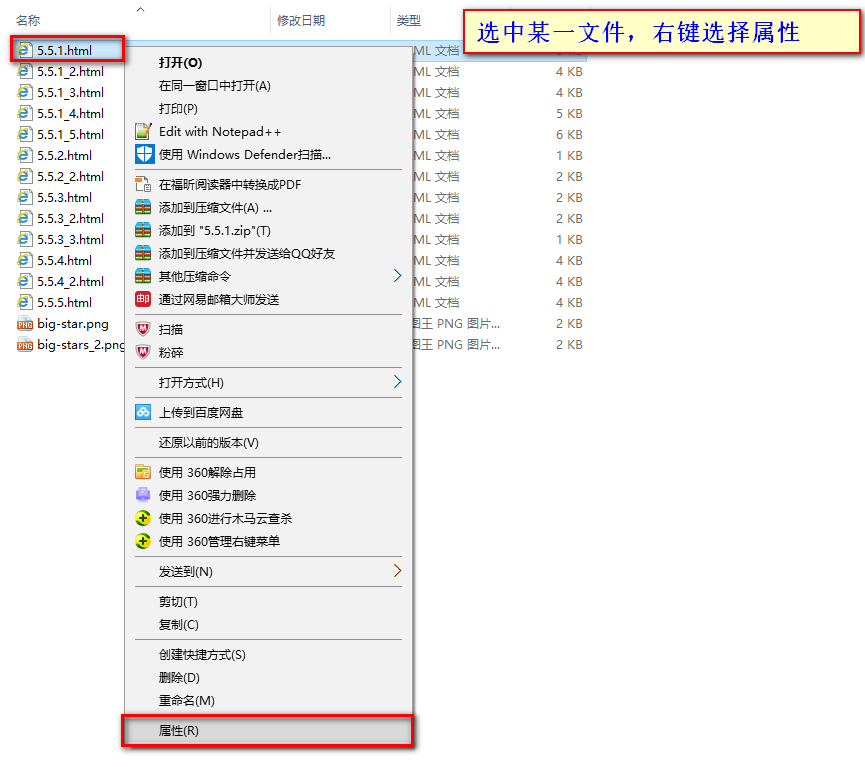 名称 修改日期 类型
选中某一文件，右键选择属性
5.5.1.html ML 文档
5.5.1_2.html ML 文档 4 KB
5.5.1_3.html ML 文档 4 KB
5.5.1_4.html ML 文档 5 KB
5.5.1_5.html ML 文档 6 KB
5.5.2.html ML 文档 1 KB
5.5.2_2.html ML 文档 2 KB
5.5.3.html ML 文档 2 KB
5.5.3_2.html ML 文档 2 KB
5.5.3_3.html ML 文档 1 KB
5.5.4.html ML 文档 4 KB
5.5.4_2.html ML 文档 4 KB
5.5.5.html ML 文档 4 KB
big-star.png 图王 PNG 图片... 2 KB
big-stars_2.png 图王 PNG 图片... 2 KB
打开(O)
在同一窗口中打开(A)
打印(P)
Edit with Notepad++
使用 Windows Defender扫描...
在福昕阅读器中转换成PDF
添加到压缩文件(A) ...
添加到 "5.5.1.zip"(T)
添加到压缩文件并发送给QQ好友
其他压缩命令
通过网易邮箱大师发送
扫描
粉碎
打开方式(H)
上传到百度网盘
还原以前的版本(V)
使用 360解除占用
使用 360强力删除
使用 360进行木马云查杀
使用 360管理右键菜单
发送到(N)
剪切(T)
复制(C)
创建快捷方式(S)
删除(D)
重命名(M)
属性(R)